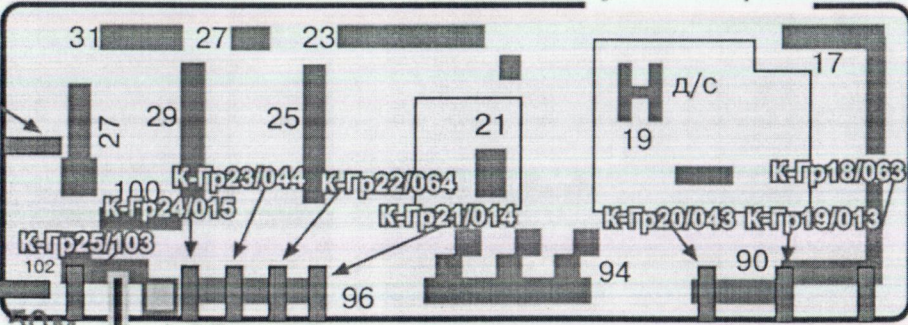 31 27 23 17
27 29 25 21 19 д/с
100 К-Гр23/044 К-Гр22/064 К-Гр18/063
К-Гр24/015 К-Гр21/014 К-Гр20/043 К-Гр19/013
К-Гр25/103
102 96 94 90